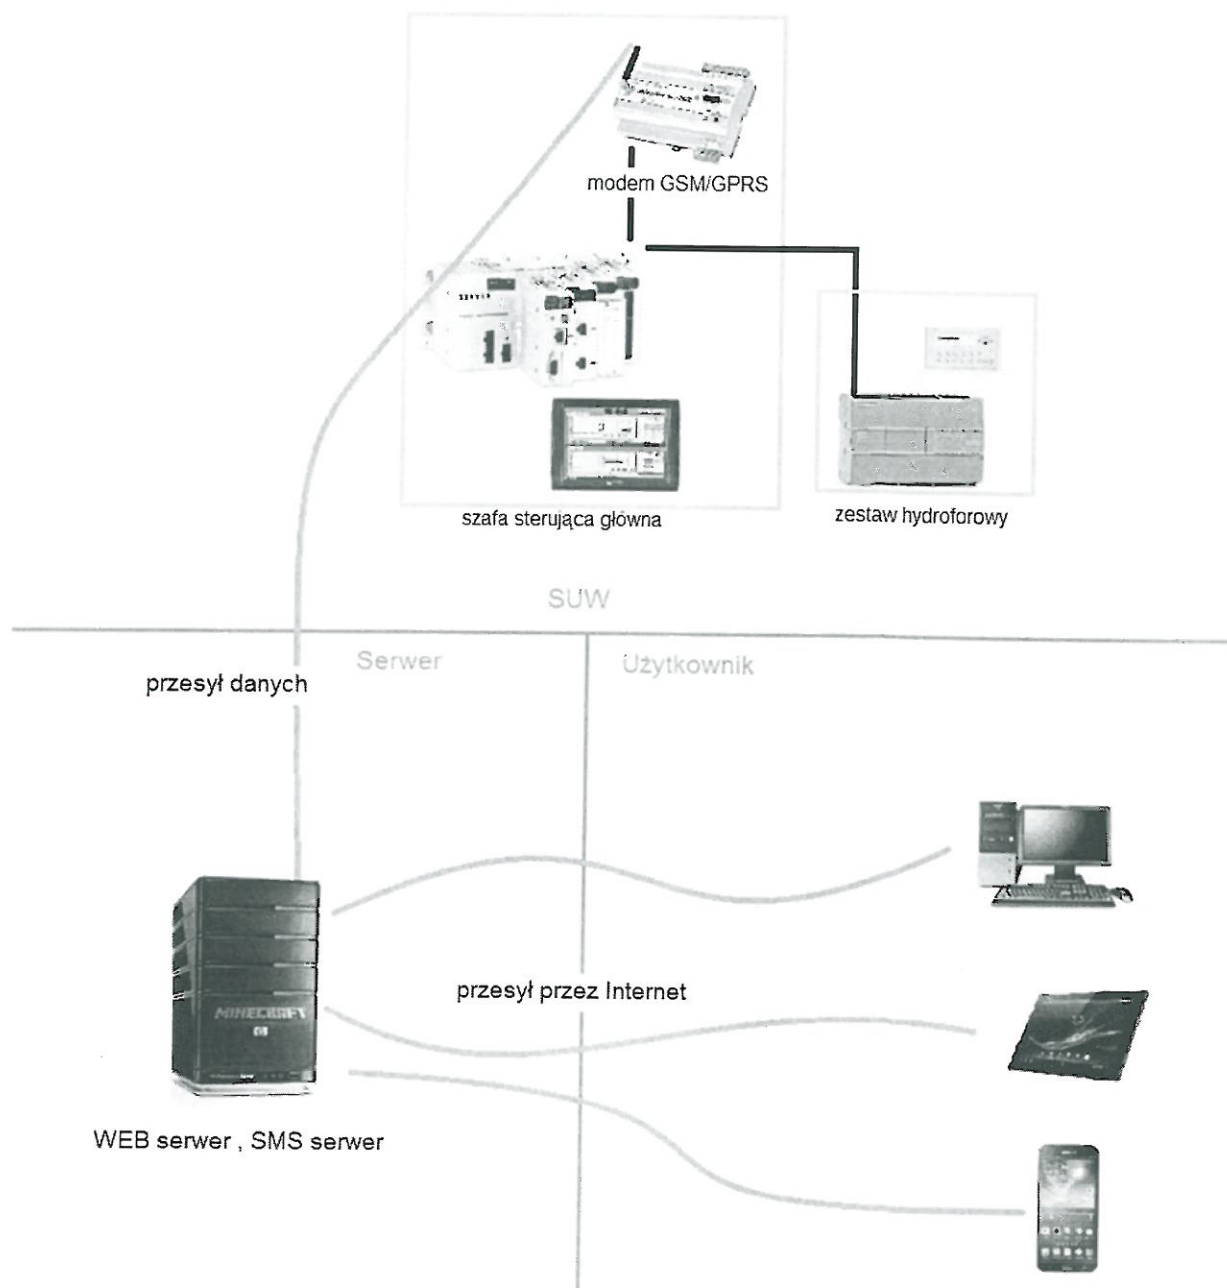 modem GSM/GPRS
szafa sterująca główna
zestaw hydroforowy
SUW
Serwer
Użytkownik
przesył danych
przesył przez Internet
MINECRAFT
hp
WEB serwer , SMS serwer